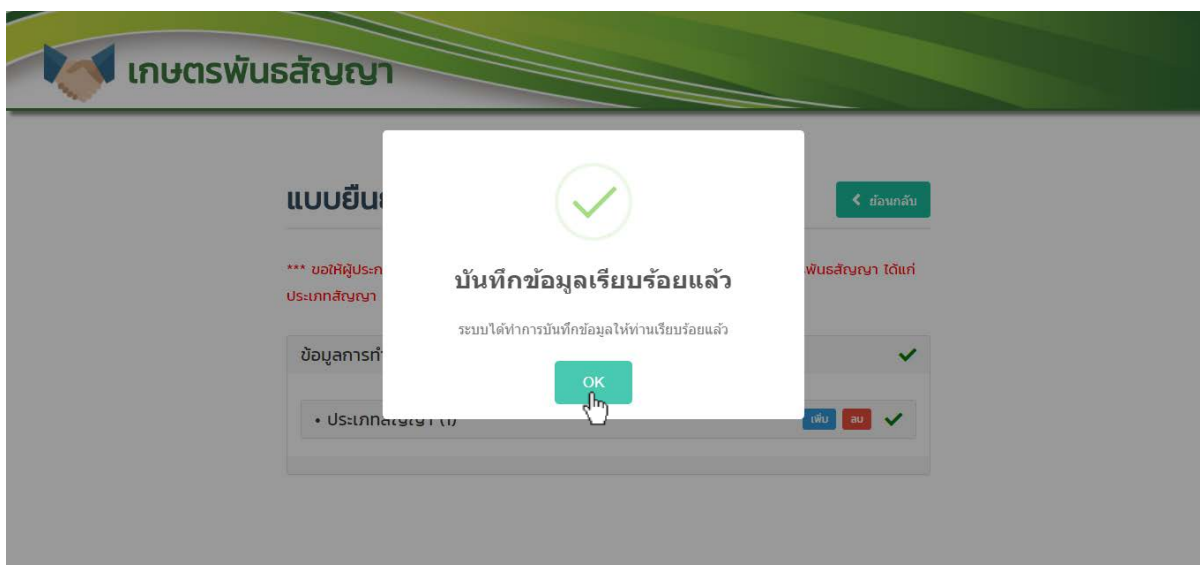 เกษตรพันธสัญญา
แบบยืน
ย้อนกลับ
บันทึกข้อมูลเรียบร้อยแล้ว
*** ขอให้ผู้ประก พันธสัญญา ได้แก่
ประเภทสัญญา
ระบบได้ทำการบันทึกข้อมูลให้ท่านเรียบร้อยแล้ว
ข้อมูลการทำ
OK
• ประเภทสัญญา (1)
เพิ่ม ลบ